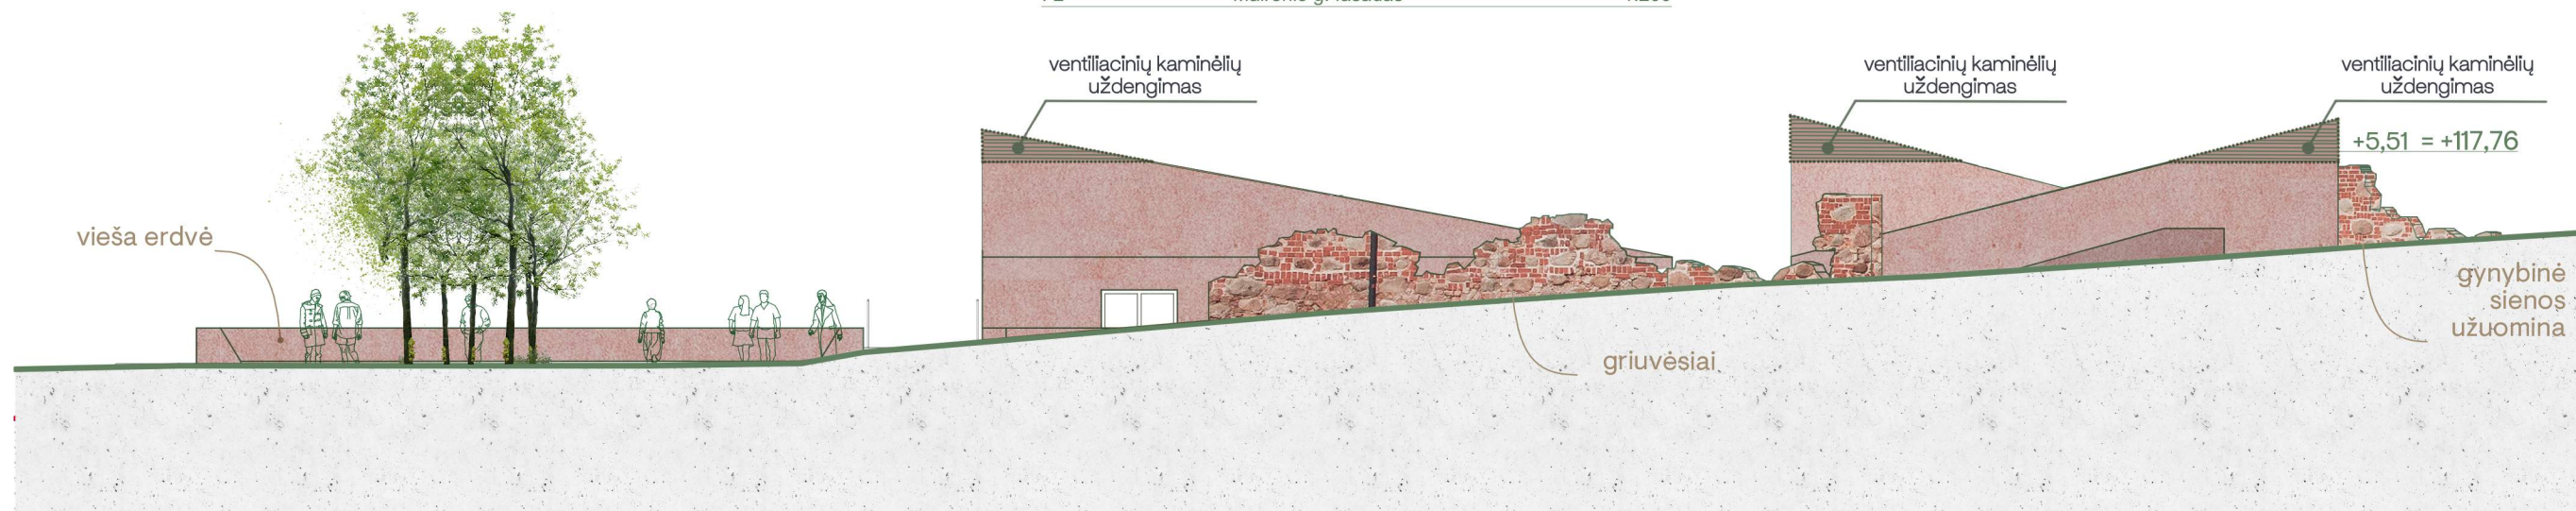 ventiliacinių kaminėlių
uždengimas
ventiliacinių kaminėlių
uždengimas
ventiliacinių kaminėlių
uždengimas
+5,51 = +117,76
vieša erdvė
gynybinė
sienos
užuomina
griuvėsiai